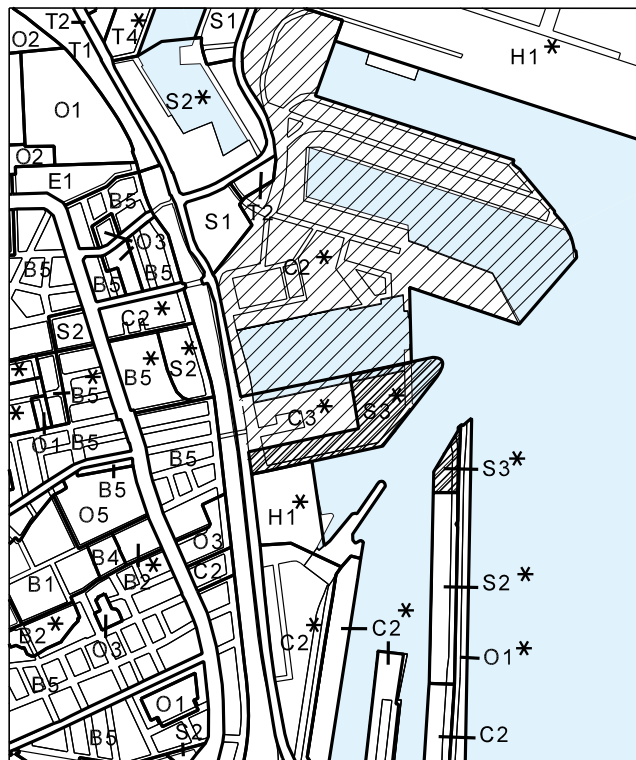 T2
T4*
S1
O2
T1
H1*
S2*
O1
O2
E1
B5
T2
S1
O3
B5
B5
B5
C2*
C2*
S2
B5*
S2*
*
*
B5
*
C3*
S3*
O1
B5
B5
S3*
B5
O5
H1*
O3
B4
B2*
C2
B1
S2*
C2*
B2*
C2*
O3
O1*
B5
O1
S2
B5
C2